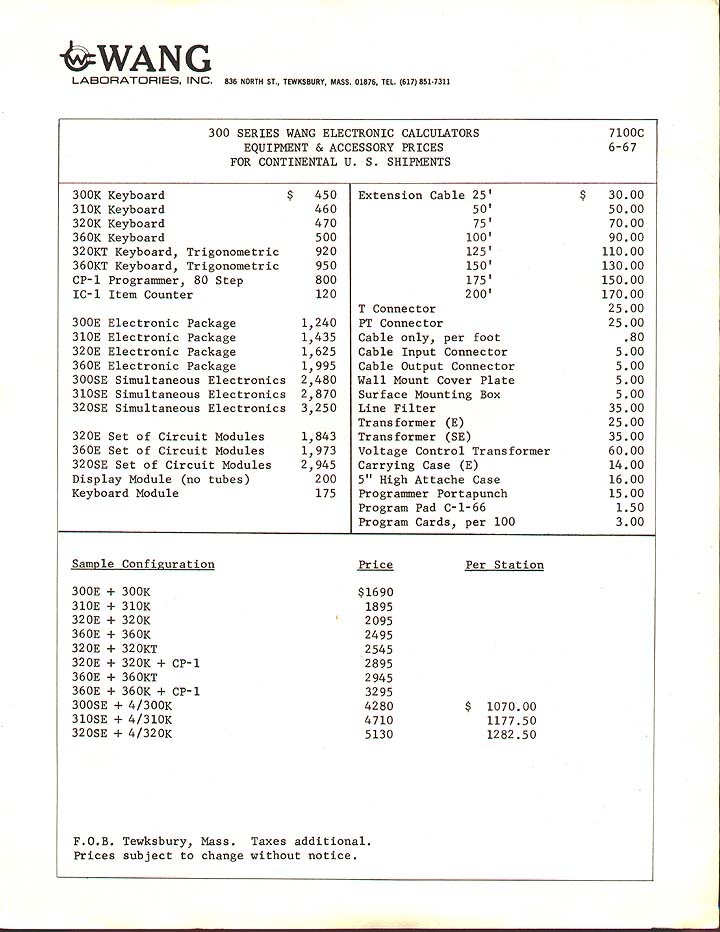 WANG
LABORATORIES, INC. 836 NORTH ST., TEWKSBURY, MASS. 01876, TEL. (617) 851-7311
300 SERIES WANG ELECTRONIC CALCULATORS 7100C
EQUIPMENT & ACCESSORY PRICES 6-67
FOR CONTINENTAL U. S. SHIPMENTS
300K Keyboard $ 450
310K Keyboard 460
320K Keyboard 470
360K Keyboard 500
320KT Keyboard, Trigonometric 920
360KT Keyboard, Trigonometric 950
CP-1 Programmer, 80 Step 800
IC-1 Item Counter 120
300E Electronic Package 1,240
310E Electronic Package 1,435
320E Electronic Package 1,625
360E Electronic Package 1,995
300SE Simultaneous Electronics 2,480
310SE Simultaneous Electronics 2,870
320SE Simultaneous Electronics 3,250
320E Set of Circuit Modules 1,843
360E Set of Circuit Modules 1,973
320SE Set of Circuit Modules 2,945
Display Module (no tubes) 200
Keyboard Module 175
Extension Cable 25' $ 30.00
50' 50.00
75' 70.00
100' 90.00
125' 110.00
150' 130.00
175' 150.00
200' 170.00
T Connector 25.00
PT Connector 25.00
Cable only, per foot .80
Cable Input Connector 5.00
Cable Output Connector 5.00
Wall Mount Cover Plate 5.00
Surface Mounting Box 5.00
Line Filter 35.00
Transformer (E) 25.00
Transformer (SE) 35.00
Voltage Control Transformer 60.00
Carrying Case (E) 14.00
5" High Attache Case 16.00
Programmer Portapunch 15.00
Program Pad C-1-66 1.50
Program Cards, per 100 3.00
Sample Configuration Price Per Station
300E + 300K $1690
310E + 310K 1895
320E + 320K 2095
360E + 360K 2495
320E + 320KT 2545
320E + 320K + CP-1 2895
360E + 360KT 2945
360E + 360K + CP-1 3295
300SE + 4/300K 4280 $ 1070.00
310SE + 4/310K 4710 1177.50
320SE + 4/320K 5130 1282.50
F.O.B. Tewksbury, Mass. Taxes additional.
Prices subject to change without notice.